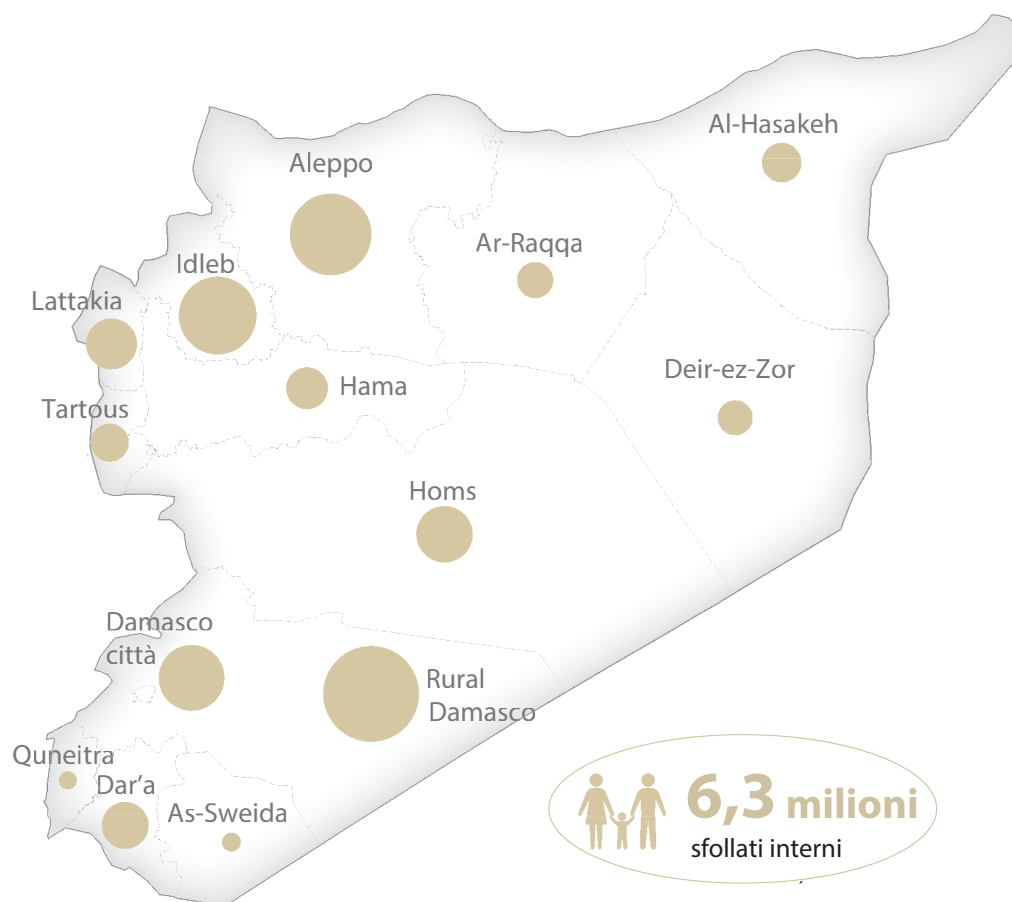 Al-Hasakeh
Aleppo
Ar-Raqqa
Idleb
Lattakia
Deir-ez-Zor
Hama
Tartous
Homs
Damasco
città
Rural
Damasco
Quneitra
Dar'a
As-Sweida
6,3 milioni
sfollati interni